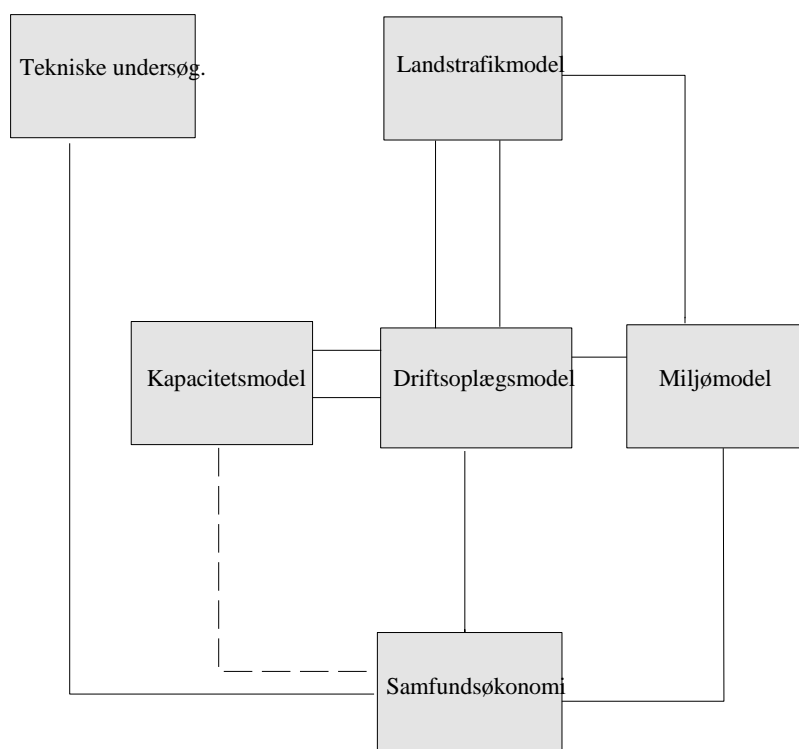 Tekniske undersøg.
Landstrafikmodel
Kapacitetsmodel
Driftsoplægsmodel
Miljømodel
Samfundsøkonomi